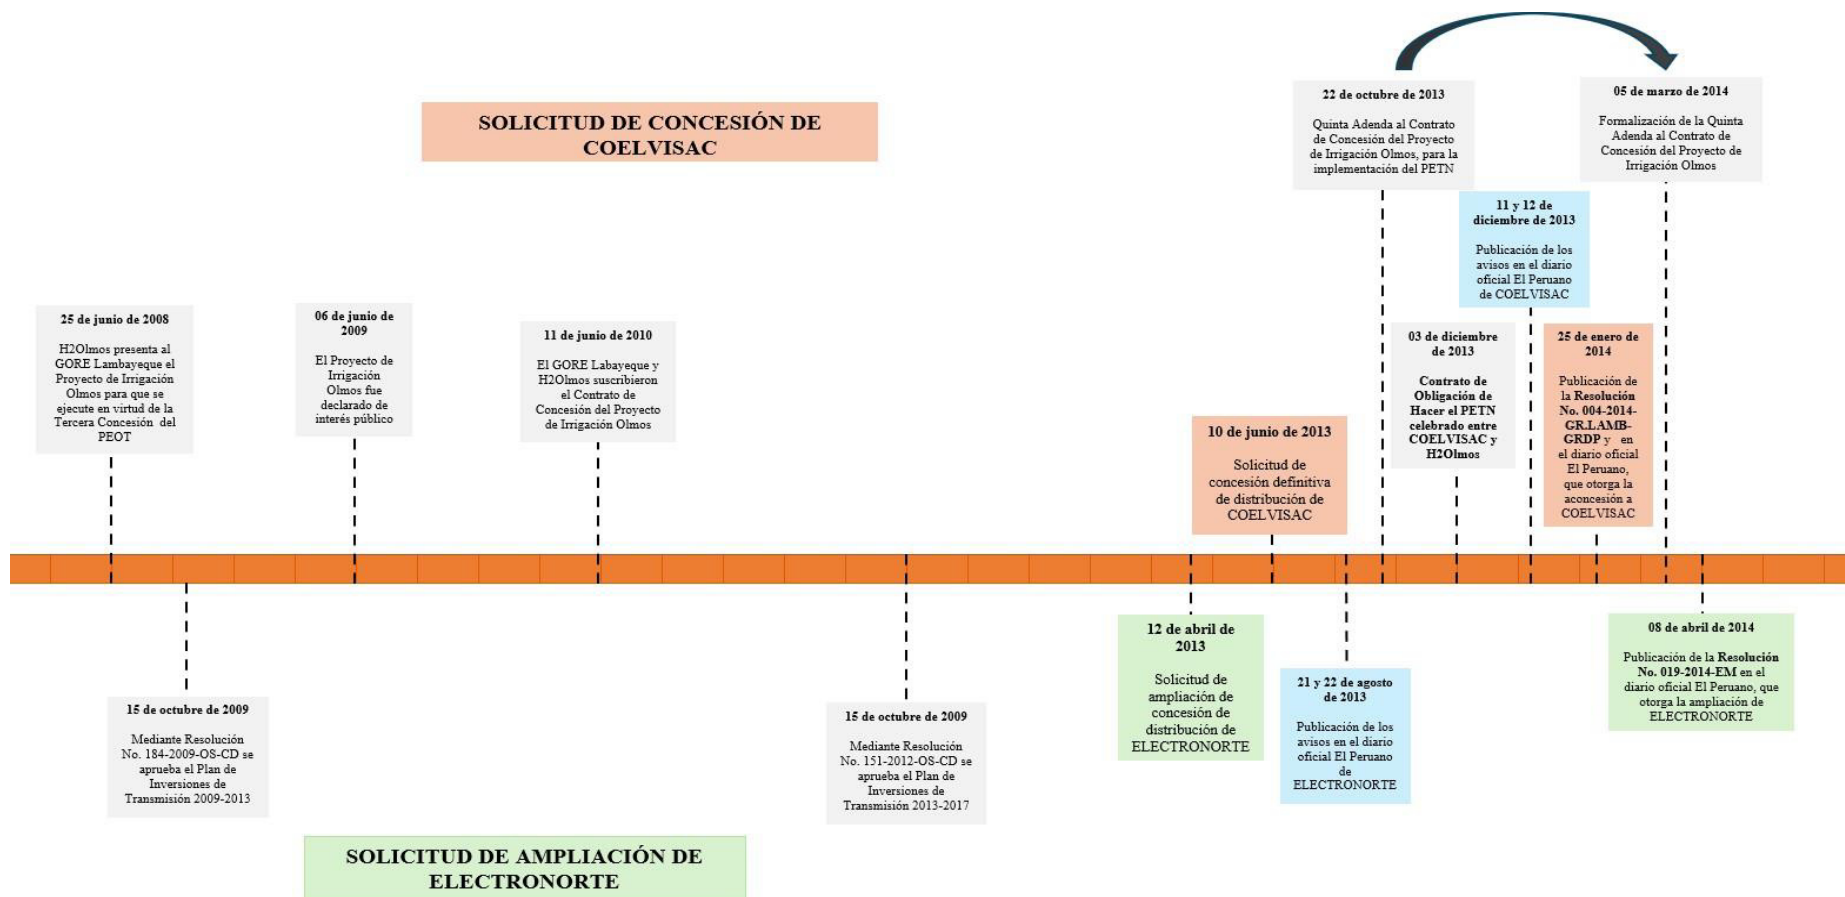 SOLICITUD DE CONCESIÓN DE
COELVISAC
22 de octubre de 2013
Quinta Adenda al Contrato
de Concesión del Proyecto
de Irrigación Olmos, para la
implementación del PETN
05 de marzo de 2014
Formalización de la Quinta
Adenda al Contrato de
Concesión del Proyecto de
Irrigación Olmos
11 y 12 de
diciembre de 2013
Publicación de los
avisos en el diario
oficial El Peruano
de COELVISAC
25 de junio de 2008
H2Olmos presenta al
GORE Lambayeque el
Proyecto de Irrigación
Olmos para que se
ejecute en virtud de la
Tercera Concesión del
PEOT
06 de junio de
2009
El Proyecto de
Irrigación
Olmos fue
declarado de
interés público
11 de junio de 2010
El GORE Labayeque y
H2Olmos suscribieron
el Contrato de
Concesión del Proyecto
de Irrigación Olmos
10 de junio de 2013
Solicitud de
concesión definitiva
de distribución de
COELVISAC
03 de diciembre
de 2013
Contrato de
Obligación de
Hacer el PETN
celebrado entre
COELVISAC y
H2Olmos
25 de enero de
2014
Publicación de
la Resolución
No. 004-2014-
GR.LAMB-
GRDP y en
el diario oficial
El Peruano,
que otorga la
aconcesión a
COELVISAC
15 de octubre de 2009
Mediante Resolución
No. 184-2009-OS-CD se
aprueba el Plan de
Inversiones de
Transmisión 2009-2013
15 de octubre de 2009
Mediante Resolución
No. 151-2012-OS-CD se
aprueba el Plan de
Inversiones de
Transmisión 2013-2017
12 de abril de
2013
Solicitud de
ampliación de
concesión de
distribución de
ELECTRONORTE
21 y 22 de agosto
de 2013
Publicación de los
avisos en el diario
oficial El Peruano
de
ELECTRONORTE
08 de abril de 2014
Publicación de la Resolución
No. 019-2014-EM en el
diario oficial El Peruano, que
otorga la ampliación de
ELECTRONORTE
SOLICITUD DE AMPLIACIÓN DE
ELECTRONORTE